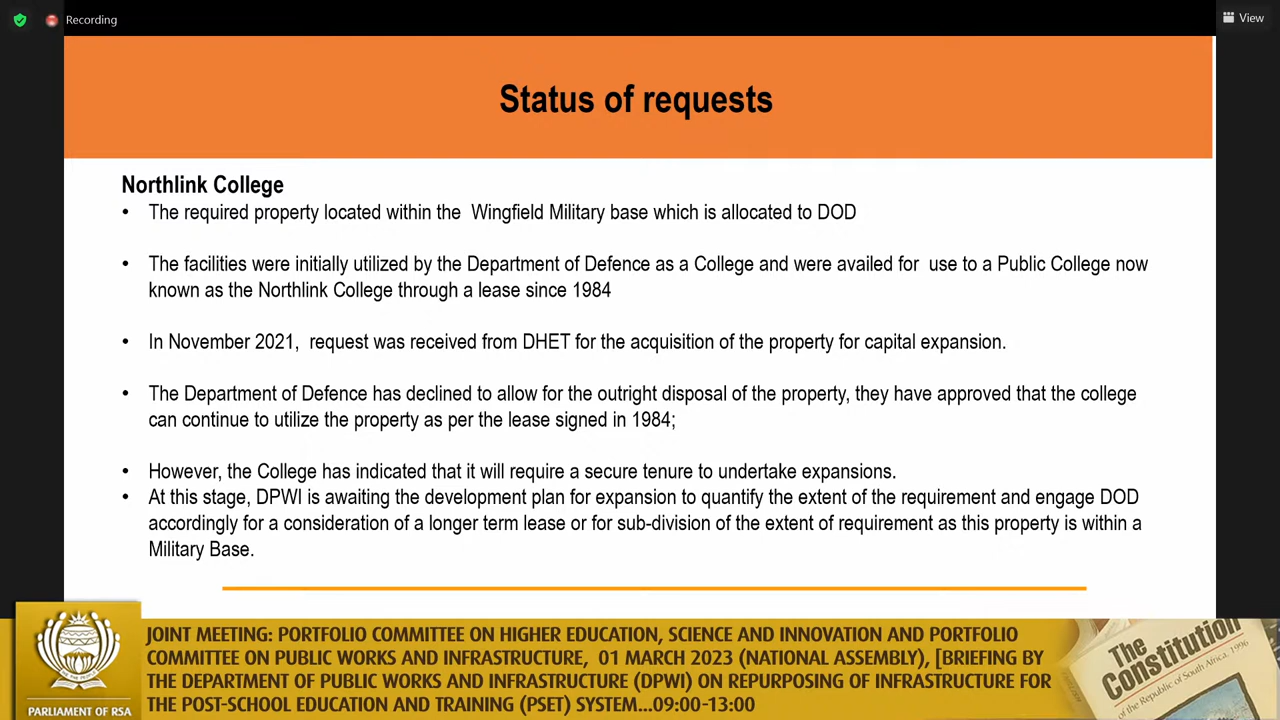 Recording
View
Status of requests
Northlink College
• The required property located within the Wingfield Military base which is allocated to DOD
• The facilities were initially utilized by the Department of Defence as a College and were availed for use to a Public College now
known as the Northlink College through a lease since 1984
• In November 2021, request was received from DHET for the acquisition of the property for capital expansion.
• The Department of Defence has declined to allow for the outright disposal of the property, they have approved that the college
can continue to utilize the property as per the lease signed in 1984;
• However, the College has indicated that it will require a secure tenure to undertake expansions.
• At this stage, DPWI is awaiting the development plan for expansion to quantify the extent of the requirement and engage DOD
accordingly for a consideration of a longer term lease or for sub-division of the extent of requirement as this property is within a
Military Base.
JOINT MEETING: PORTFOLIO COMMITTEE ON HIGHER EDUCATION, SCIENCE AND INNOVATION AND PORTFOLIO
COMMITTEE ON PUBLIC WORKS AND INFRASTRUCTURE, 01 MARCH 2023 (NATIONAL ASSEMBLY), [BRIEFING BY
THE DEPARTMENT OF PUBLIC WORKS AND INFRASTRUCTURE (DPWI) ON REPURPOSING OF INFRASTRUCTURE FOR
THE POST-SCHOOL EDUCATION AND TRAINING (PSET) SYSTEM...09:00-13:00
PARLIAMENT OF RSA
The
Constitution
of the Republic of South Africa, 1996